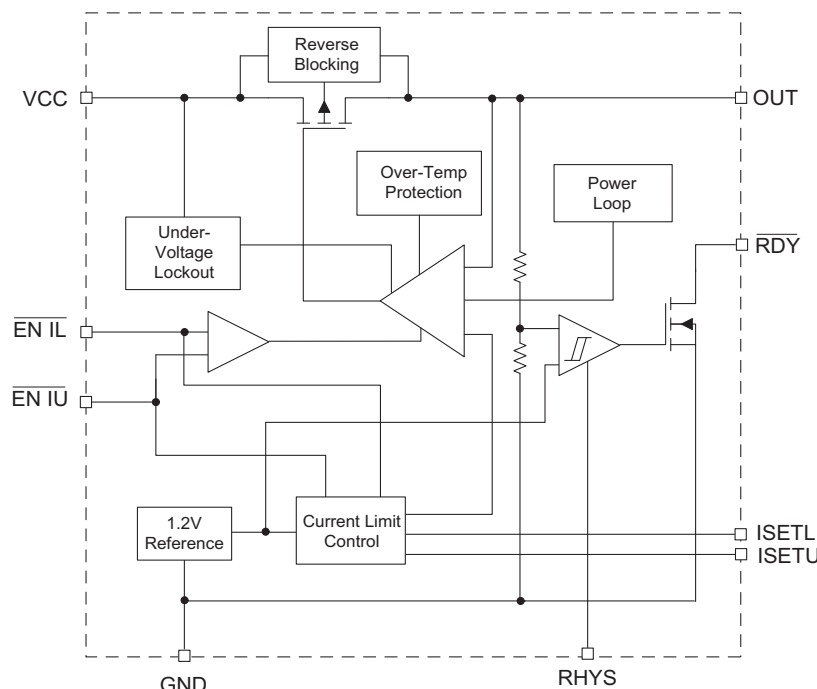 Reverse
Blocking
VCC
OUT
Over-Temp
Protection
Power
Loop
Under-
Voltage
Lockout
RDY
EN IL
EN IU
1.2V
Reference
Current Limit
Control
ISETL
ISETU
GND
RHYS